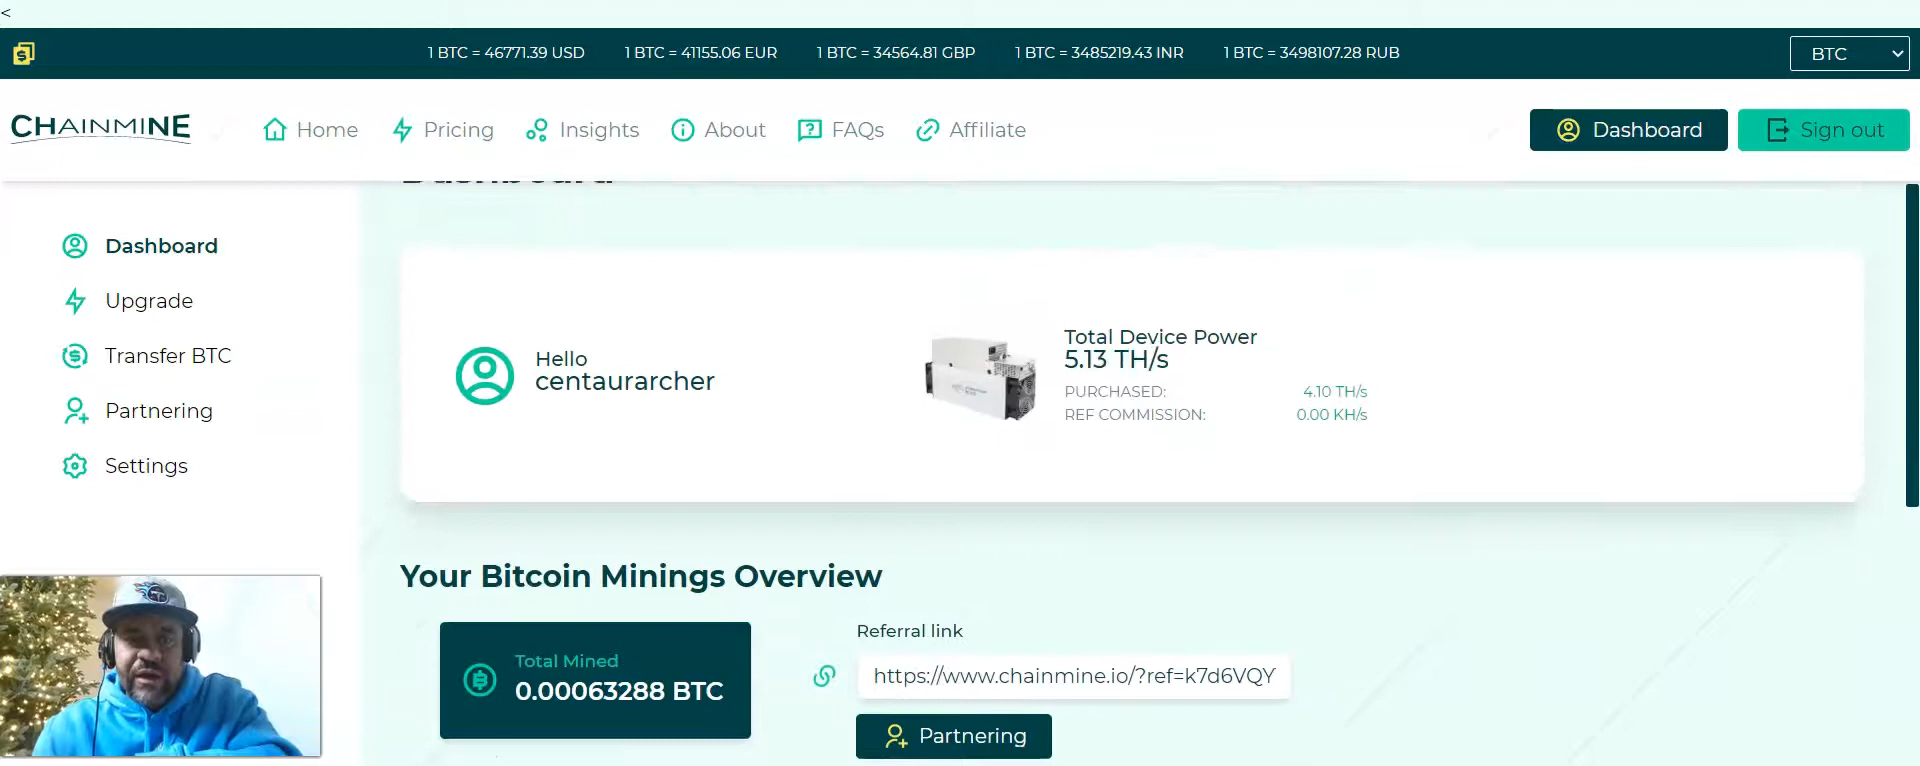 <
1 BTC = 46771.39 USD 1 BTC = 41155.06 EUR 1 BTC = 34564.81 GBP 1 BTC = 3485219.43 INR 1 BTC = 3498107.28 RUB BTC
CHAINMINE Home Pricing Insights About FAQs Affiliate Dashboard Sign out
Dashboard
Dashboard
Upgrade
Transfer BTC
Partnering
Settings
Hello
centaurarcher
Total Device Power
5.13 TH/s
PURCHASED: 4.10 TH/s
REF COMMISSION: 0.00 KH/s
Your Bitcoin Minings Overview
Total Mined
0.00063288 BTC
Referral link
https://www.chainmine.io/?ref=k7d6VQY
Partnering